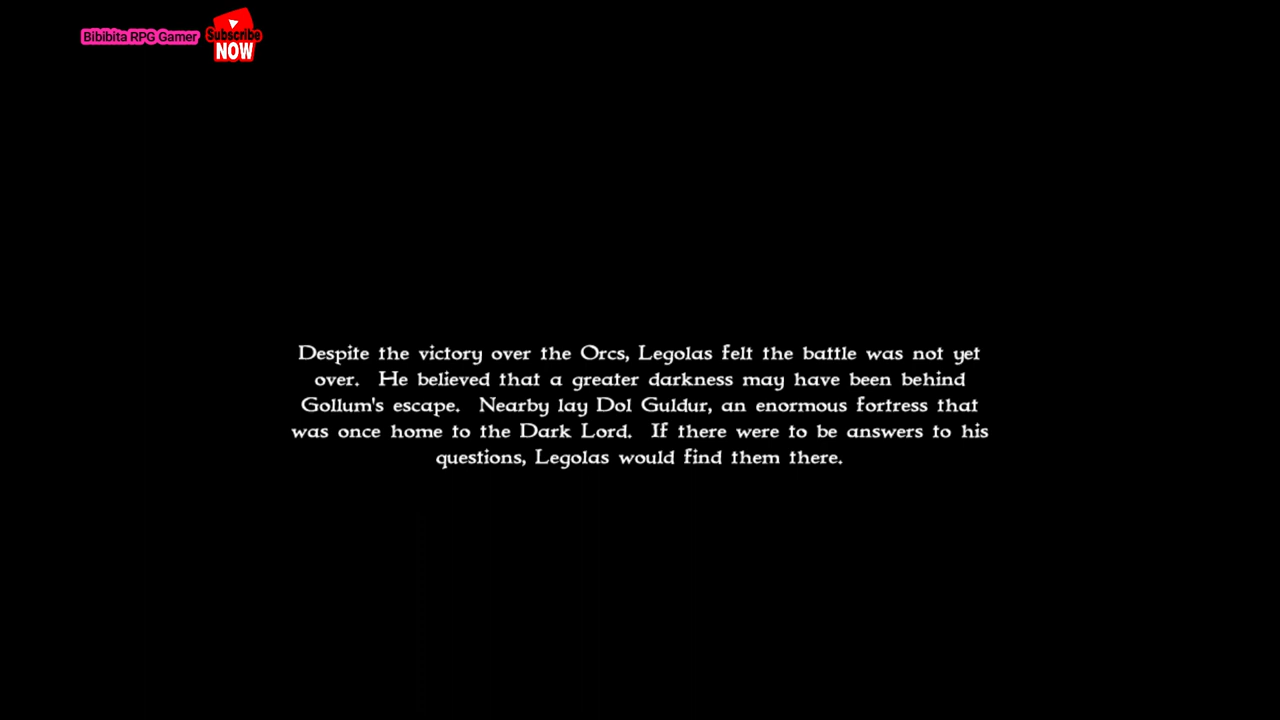 Bibibita RPG Gamer
Subscribe
NOW
Despite the victory over the Orcs, Legolas felt the battle was not yet
over. He believed that a greater darkness may have been behind
Gollum's escape. Nearby lay Dol Guldur, an enormous fortress that
was once home to the Dark Lord. If there were to be answers to his
questions, Legolas would find them there.